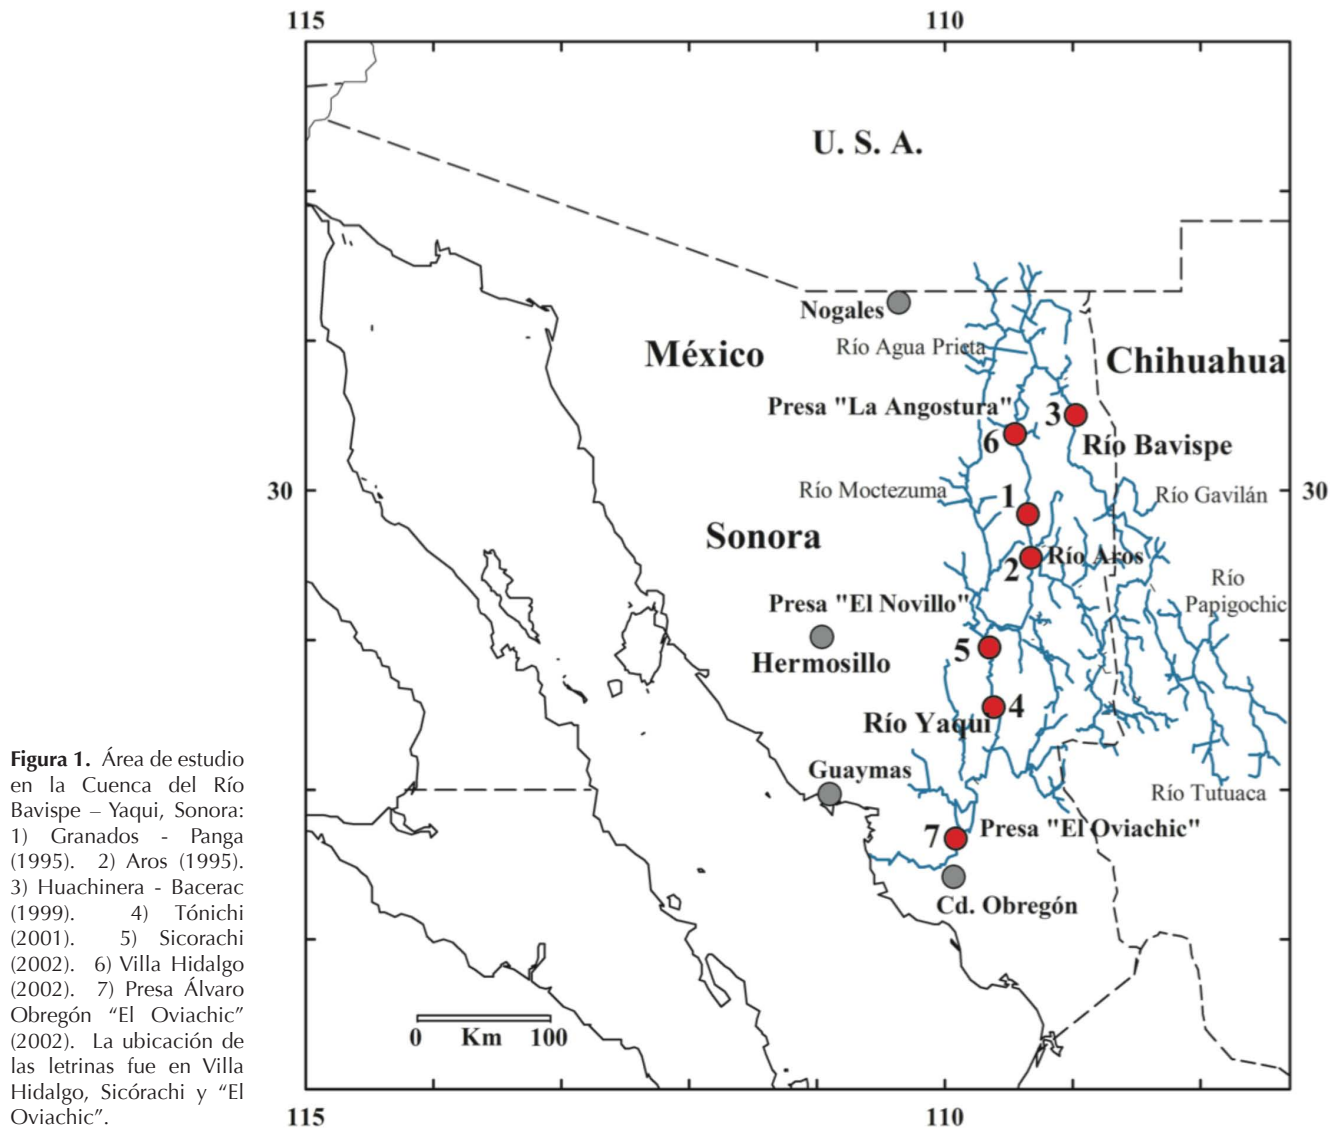 115
110
U. S. A.
Nogales
Río Agua Prieta
México
Chihuahua
Presa "La Angostura"
3
6
Río Bavispe
30
Río Moctezuma
1
Río Gavilán
30
Sonora
2
Río Aros
Río
Papigochic
Presa "El Novillo"
Hermosillo
5
4
Río Yaqui
Guaymas
Río Tutuaca
7
Presa "El Oviachic"
Cd. Obregón
0 Km 100
115
110
Figura 1. Área de estudio
en la Cuenca del Río
Bavispe – Yaqui, Sonora:
1) Granados - Panga
(1995). 2) Aros (1995).
3) Huachinera - Bacerac
(1999). 4) Tónichi
(2001). 5) Sicorachi
(2002). 6) Villa Hidalgo
(2002). 7) Presa Álvaro
Obregón “El Oviachic”
(2002). La ubicación de
las letrinas fue en Villa
Hidalgo, Sicórachi y “El
Oviachic”.